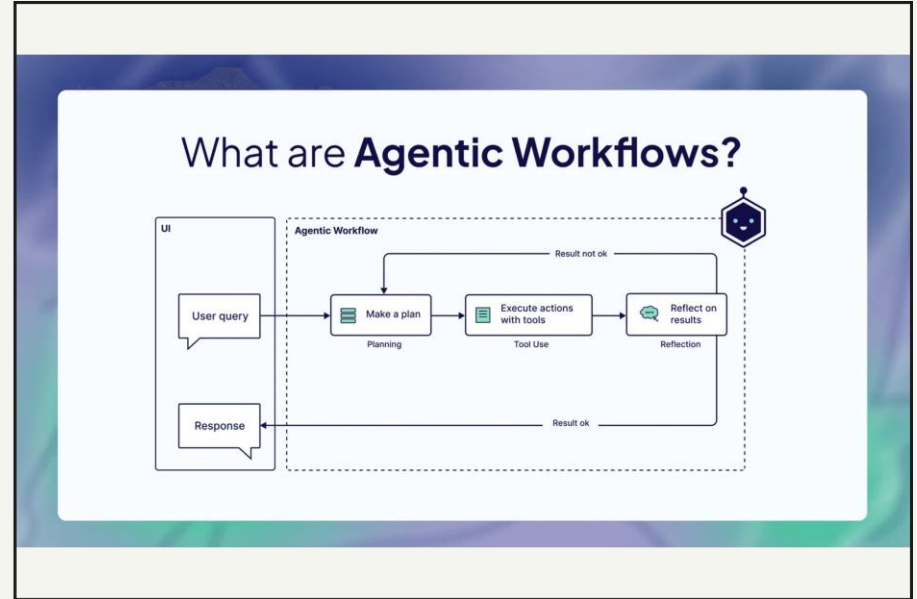 What are Agentic Workflows?
UI
Agentic Workflow
Result not ok
User query
Make a plan
Planning
Execute actions
with tools
Tool Use
Reflect on
results
Reflection
Response
Result ok